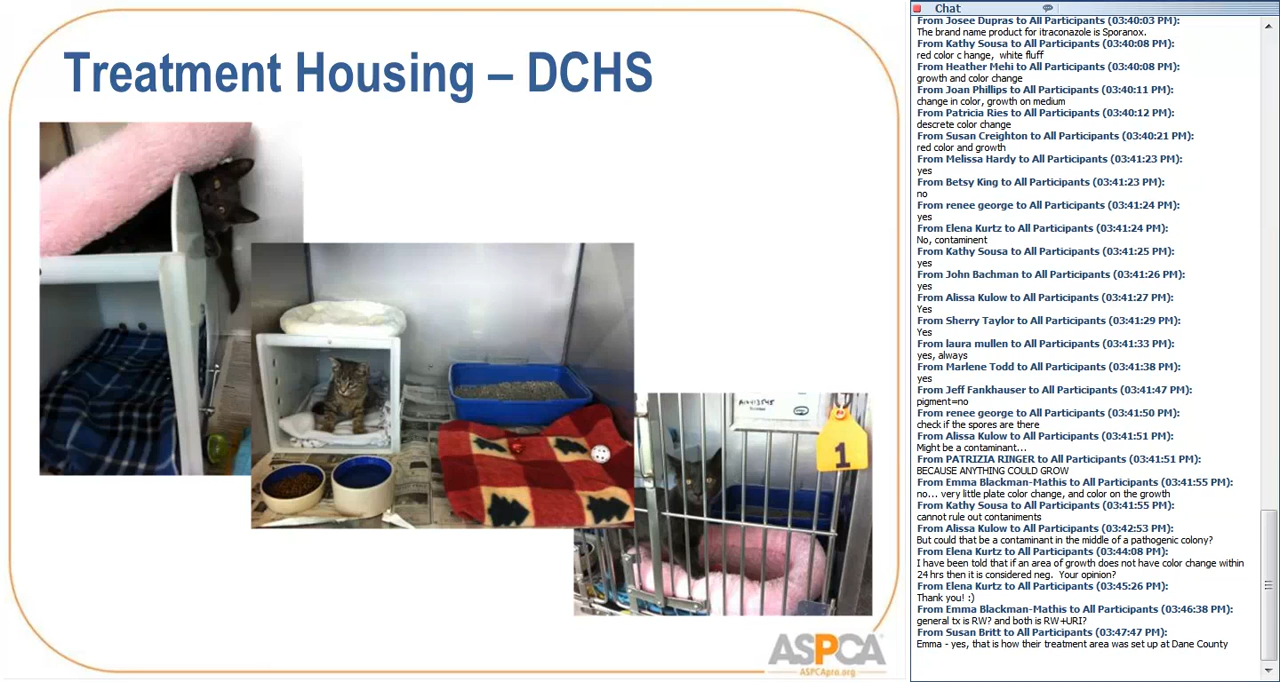 Treatment Housing – DCHS
1
ASPCA
ASPCApro.org
Chat
From Josee Dupras to All Participants (03:40:03 PM):
The brand name product for itraconazole is Sporanox.
From Kathy Sousa to All Participants (03:40:08 PM):
red color c hange,  white fluff
From Heather Mehi to All Participants (03:40:08 PM):
growth and color change
From Joan Phillips to All Participants (03:40:11 PM):
change in color, growth on medium
From Patricia Ries to All Participants (03:40:12 PM):
descrete color change
From Susan Creighton to All Participants (03:40:21 PM):
red color and growth
From Melissa Hardy to All Participants (03:41:23 PM):
yes
From Betsy King to All Participants (03:41:23 PM):
no
From renee george to All Participants (03:41:24 PM):
yes
From Elena Kurtz to All Participants (03:41:24 PM):
No, contaminent
From Kathy Sousa to All Participants (03:41:25 PM):
yes
From John Bachman to All Participants (03:41:26 PM):
yes
From Alissa Kulow to All Participants (03:41:27 PM):
Yes
From Sherry Taylor to All Participants (03:41:29 PM):
Yes
From laura mullen to All Participants (03:41:33 PM):
yes, always
From Marlene Todd to All Participants (03:41:38 PM):
yes
From Jeff Fankhauser to All Participants (03:41:47 PM):
pigment=no
From renee george to All Participants (03:41:50 PM):
check if the spores are there
From Alissa Kulow to All Participants (03:41:51 PM):
Might be a contaminant...
From PATRIZIA RINGER to All Participants (03:41:51 PM):
BECAUSE ANYTHING COULD GROW
From Emma Blackman-Mathis to All Participants (03:41:55 PM):
no... very little plate color change, and color on the growth
From Kathy Sousa to All Participants (03:41:55 PM):
cannot rule out contaniments
From Alissa Kulow to All Participants (03:42:53 PM):
But could that be a contaminant in the middle of a pathogenic colony?
From Elena Kurtz to All Participants (03:44:08 PM):
I have been told that if an area of growth does not have color change within
24 hrs then it is considered neg.  Your opinion?
From Elena Kurtz to All Participants (03:45:26 PM):
Thank you! :)
From Emma Blackman-Mathis to All Participants (03:46:38 PM):
general tx is RW? and both is RW+URI?
From Susan Britt to All Participants (03:47:47 PM):
Emma - yes, that is how their treatment area was set up at Dane County